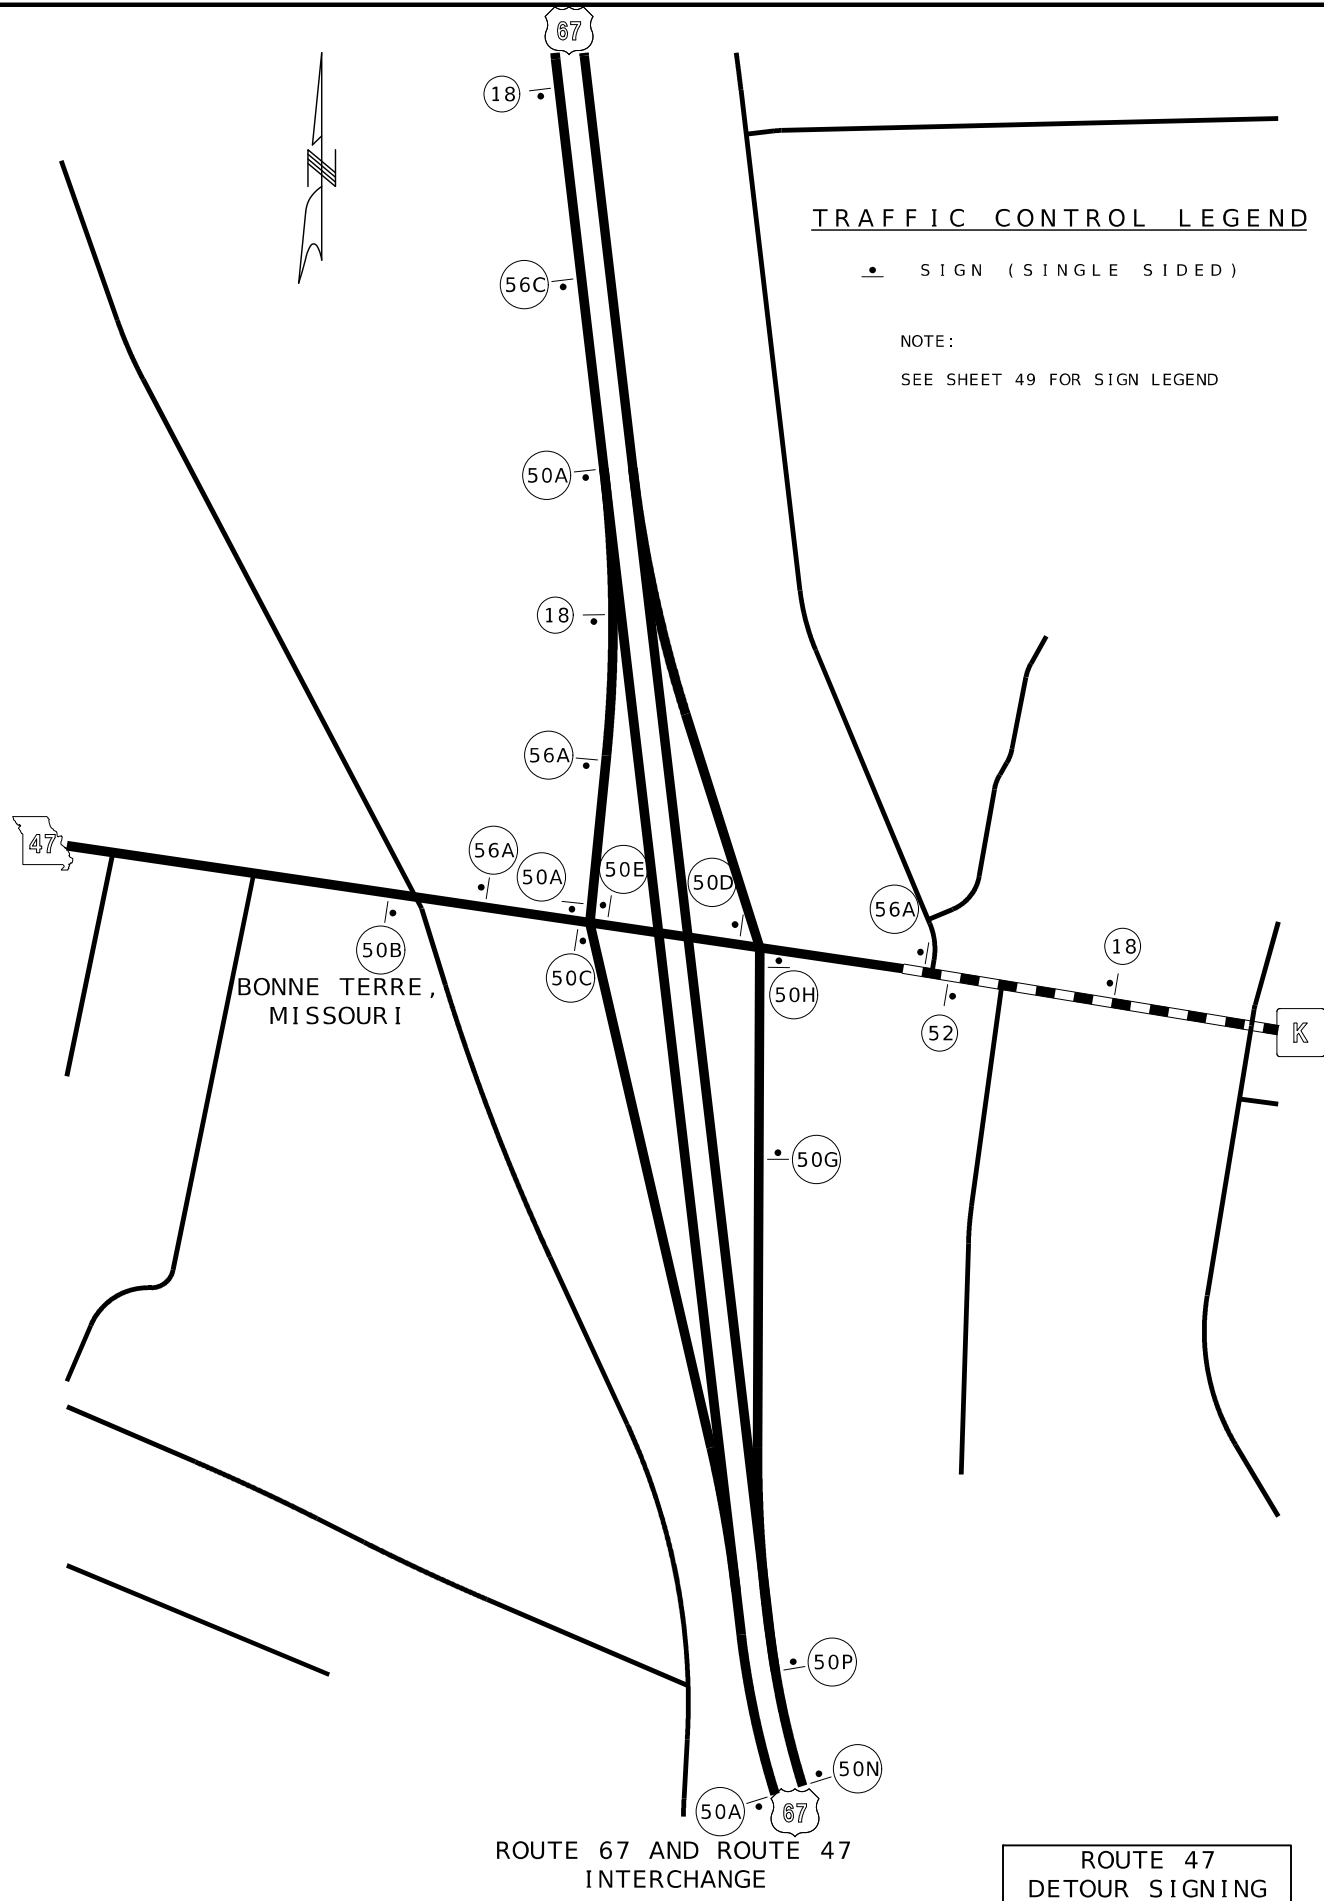 67
18
TRAFFIC CONTROL LEGEND
SIGN (SINGLE SIDED)
56C
NOTE:
SEE SHEET 49 FOR SIGN LEGEND
50A
18
56A
47
56A
50A
50E
50D
56A
50B
50C
50H
18
52
K
BONNE TERRE,
MISSOURI
50G
50P
50N
50A
67
ROUTE 67 AND ROUTE 47
INTERCHANGE
ROUTE 47
DETOUR SIGNING
N